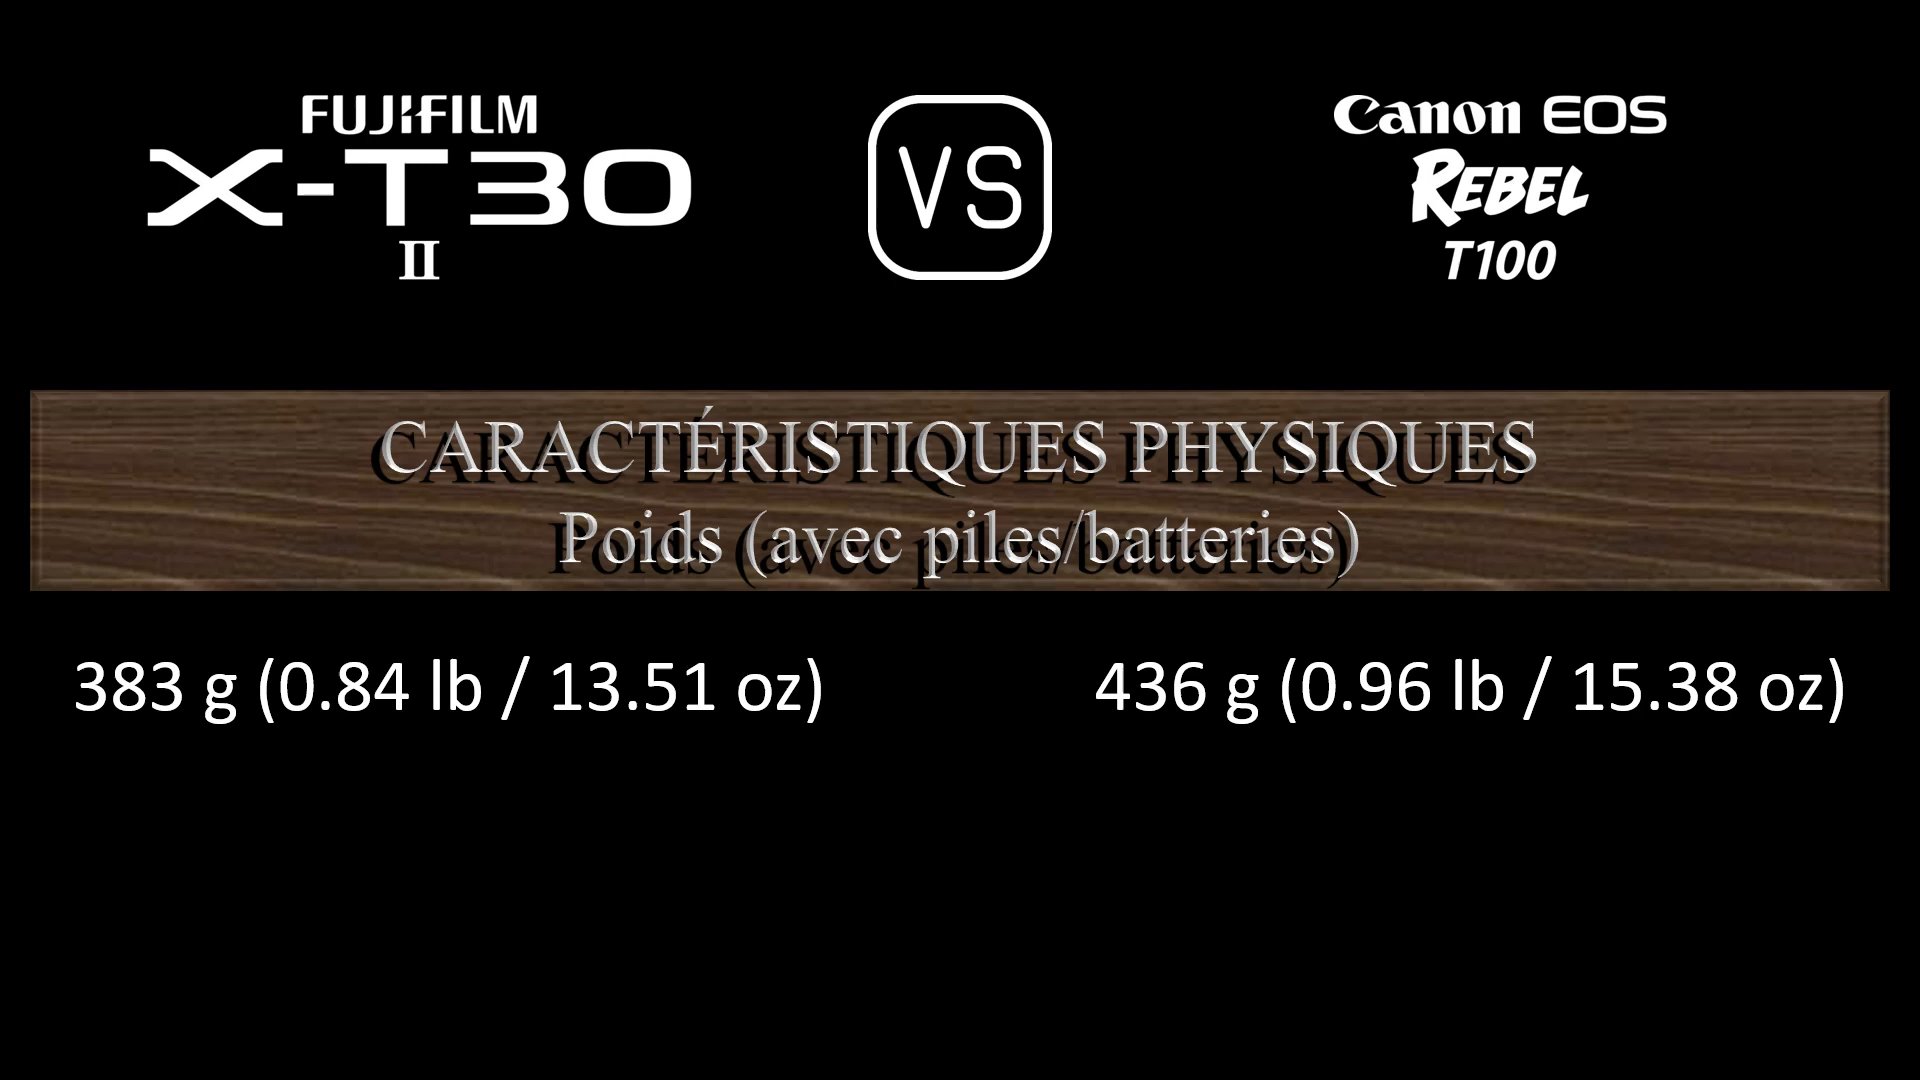 FUJIFILM
X-T30
II
VS
Canon EOS
REBEL
T100
CARACTÉRISTIQUES PHYSIQUES
Poids (avec piles/batteries)
383 g (0.84 lb / 13.51 oz)
436 g (0.96 lb / 15.38 oz)